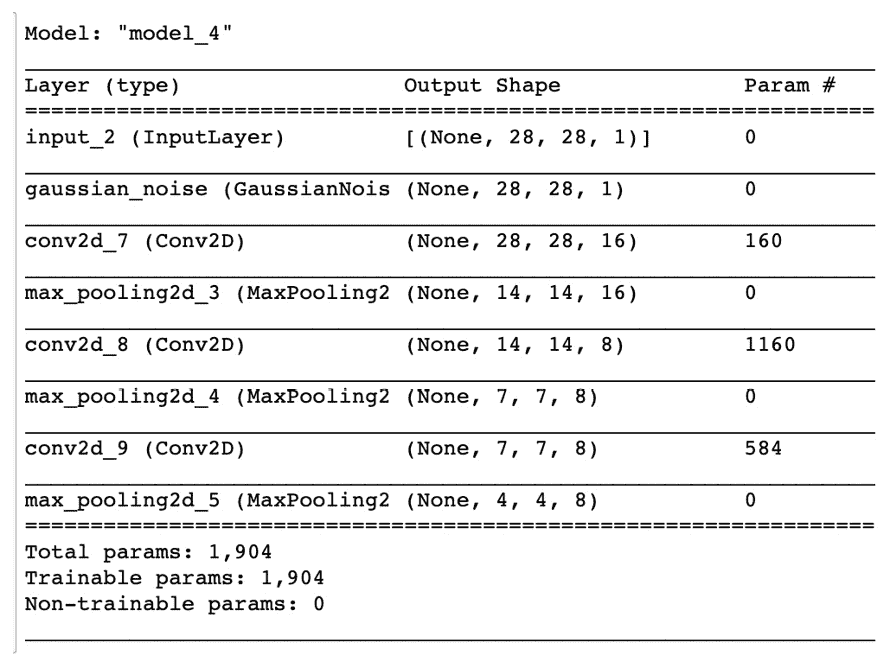 Model: "model_4"
Layer (type) Output Shape Param #
input_2 (InputLayer) [(None, 28, 28, 1)] 0
gaussian_noise (GaussianNois (None, 28, 28, 1) 0
conv2d_7 (Conv2D) (None, 28, 28, 16) 160
max_pooling2d_3 (MaxPooling2 (None, 14, 14, 16) 0
conv2d_8 (Conv2D) (None, 14, 14, 8) 1160
max_pooling2d_4 (MaxPooling2 (None, 7, 7, 8) 0
conv2d_9 (Conv2D) (None, 7, 7, 8) 584
max_pooling2d_5 (MaxPooling2 (None, 4, 4, 8) 0
Total params: 1,904
Trainable params: 1,904
Non-trainable params: 0